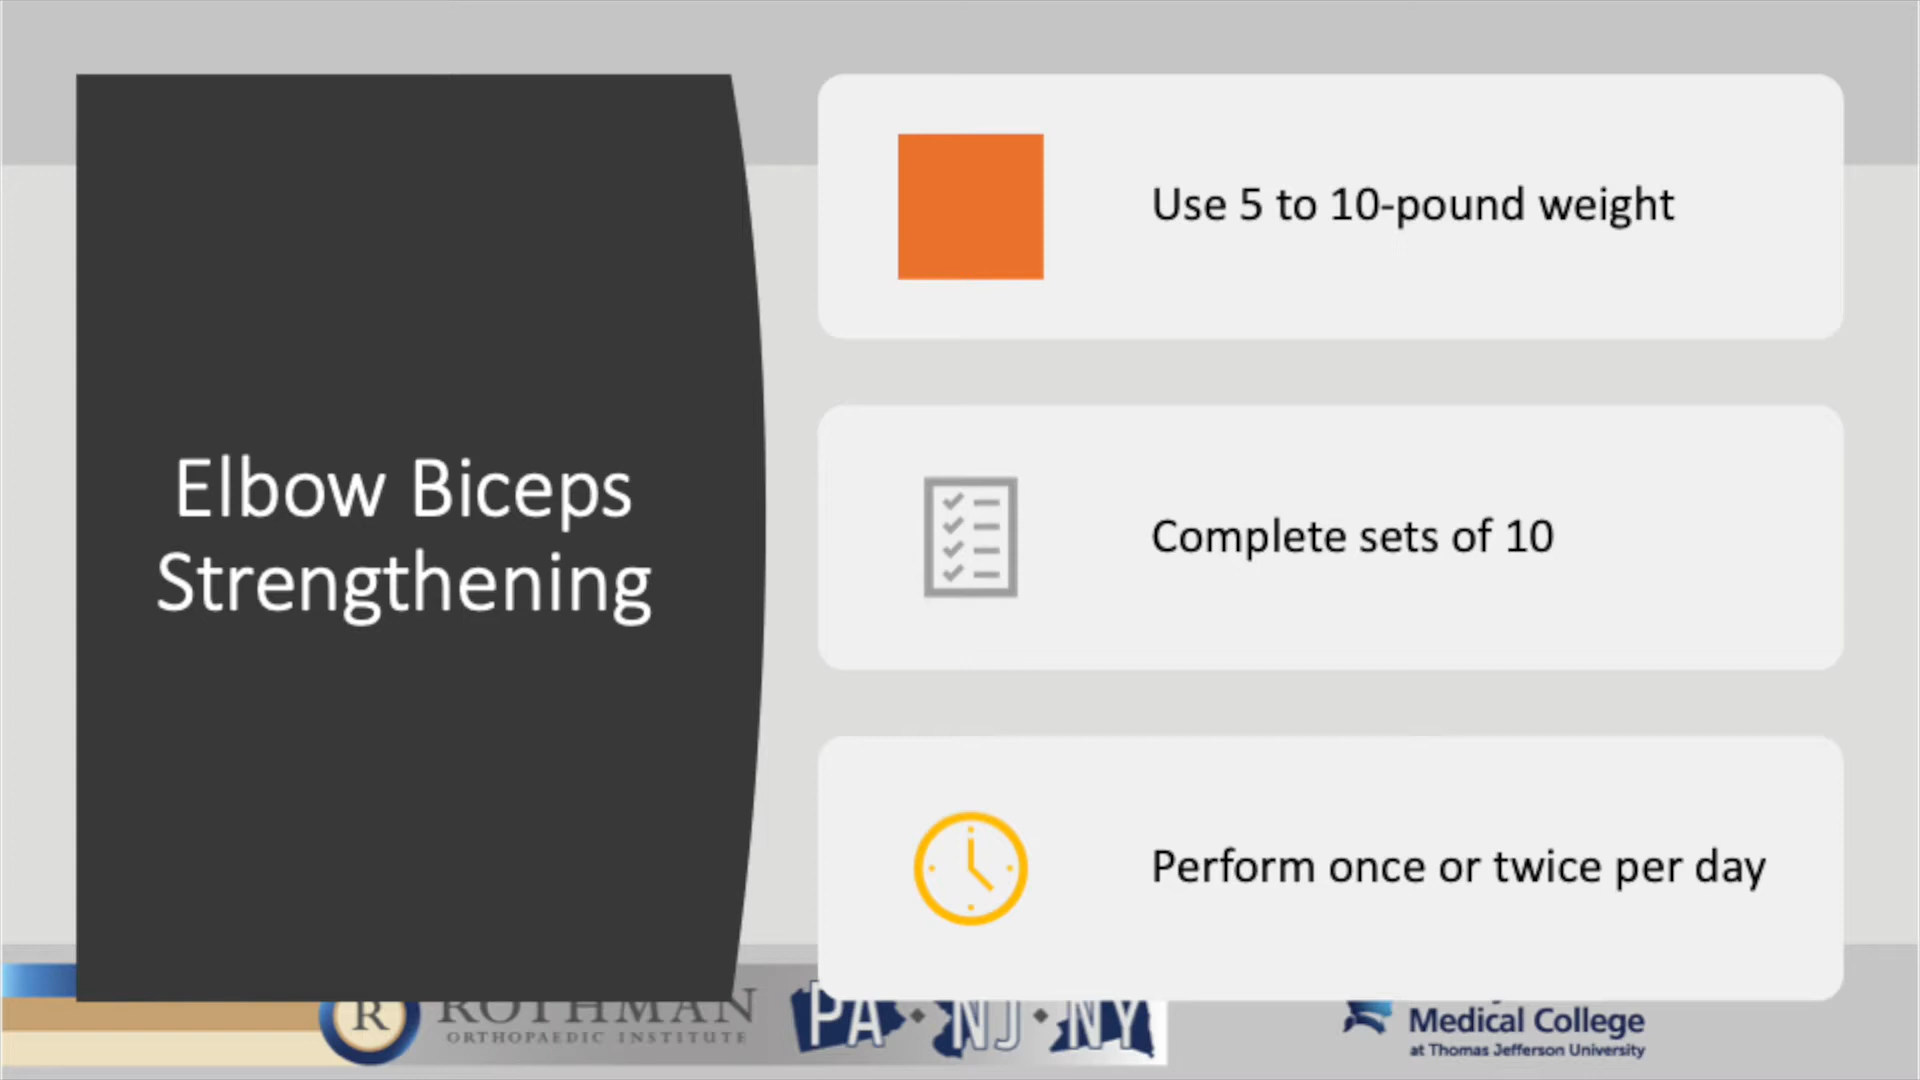 Elbow Biceps
Strengthening
Use 5 to 10-pound weight
Complete sets of 10
Perform once or twice per day
R
ROTHMAN
ORTHOPAEDIC INSTITUTE
PA • NJ • NY
Medical College
at Thomas Jefferson University